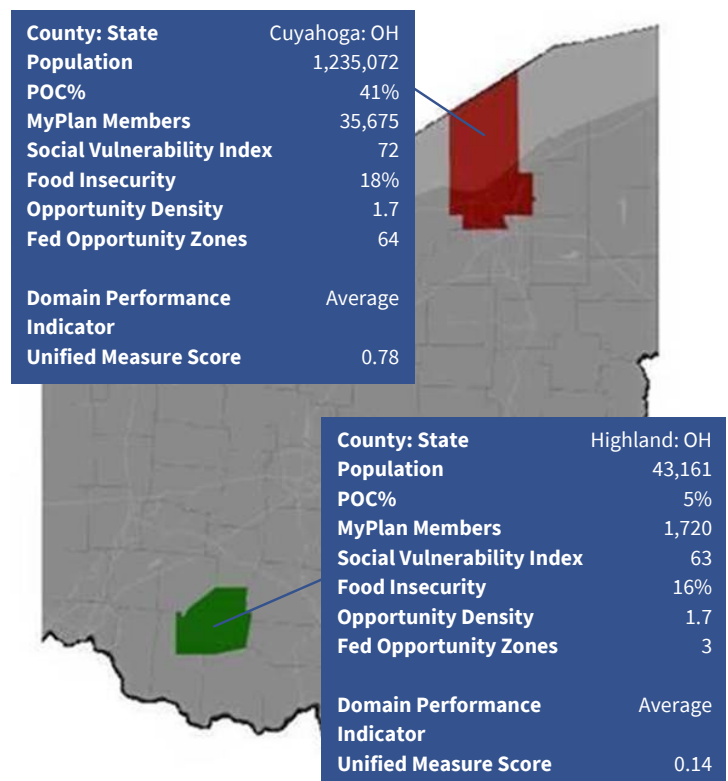 County: State Cuyahoga: OH
Population 1,235,072
POC% 41%
MyPlan Members 35,675
Social Vulnerability Index 72
Food Insecurity 18%
Opportunity Density 1.7
Fed Opportunity Zones 64
Domain Performance Average
Indicator
Unified Measure Score 0.78
County: State Highland: OH
Population 43,161
POC% 5%
MyPlan Members 1,720
Social Vulnerability Index 63
Food Insecurity 16%
Opportunity Density 1.7
Fed Opportunity Zones 3
Domain Performance Average
Indicator
Unified Measure Score 0.14